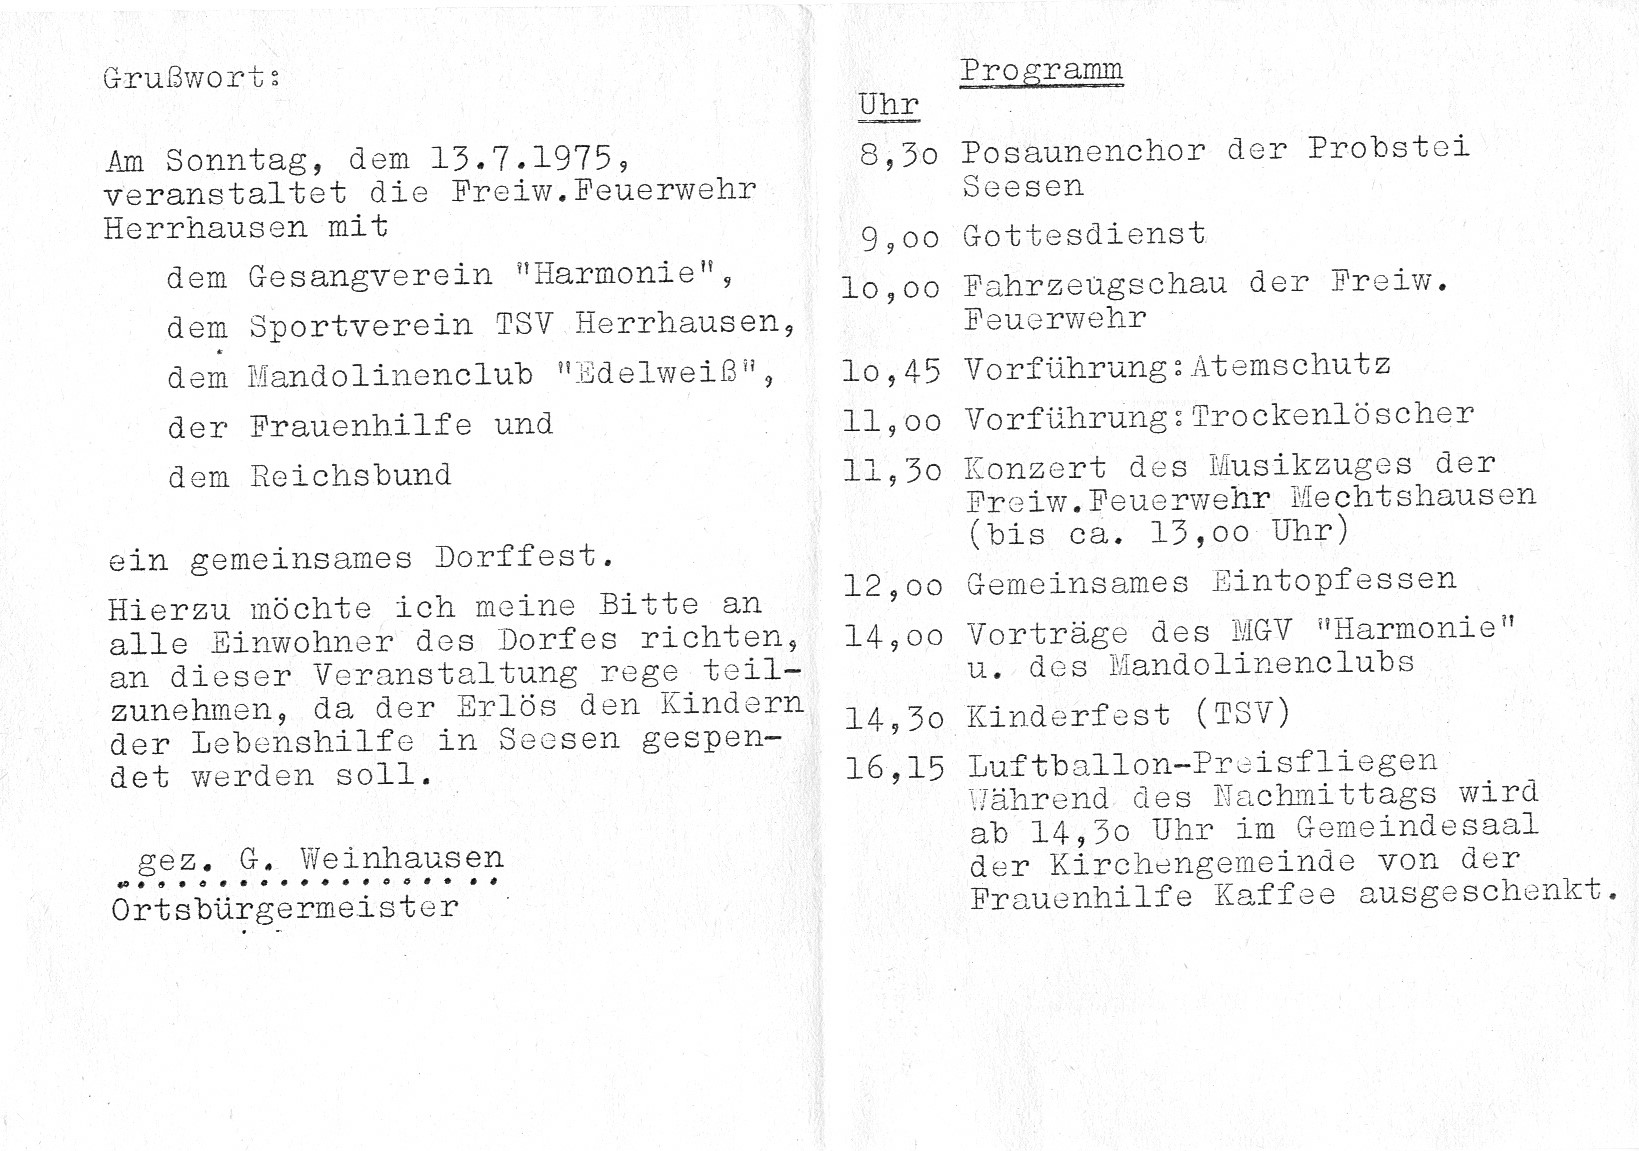 Grußwort:
Am Sonntag, dem 13.7.1975,
veranstaltet die Freiw.Feuerwehr
Herrhausen mit
dem Gesangverein "Harmonie",
dem Sportverein TSV Herrhausen,
dem Mandolinenclub "Edelweiß",
der Frauenhilfe und
dem Reichsbund
ein gemeinsames Dorffest.
Hierzu möchte ich meine Bitte an
alle Einwohner des Dorfes richten,
an dieser Veranstaltung rege teil-
zunehmen, da der Erlös den Kindern
der Lebenshilfe in Seesen gespen-
det werden soll.
gez. G. Weinhausen
Ortsbürgermeister
Programm
Uhr
8,3o Posaunenchor der Probstei
Seesen
9,oo Gottesdienst
lo,oo Fahrzeugschau der Freiw.
Feuerwehr
lo,45 Vorführung:Atemschutz
11,oo Vorführung:Trockenlöscher
11,3o Konzert des Musikzuges der
Freiw.Feuerwehr Mechtshausen
(bis ca. 13,oo Uhr)
12,oo Gemeinsames Eintopfessen
14,oo Vorträge des MGV "Harmonie"
u. des Mandolinenclubs
14,3o Kinderfest (TSV)
16,15 Luftballon-Preisfliegen
Während des Nachmittags wird
ab 14,3o Uhr im Gemeindesaal
der Kirchengemeinde von der
Frauenhilfe Kaffee ausgeschenkt.